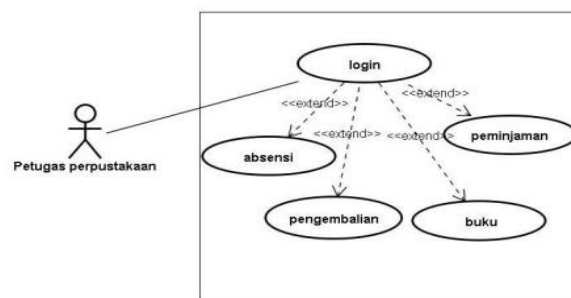 login
<<extend>>
<<extend>>
peminjaman
<<extend>>
<<extend>>
absensi
Petugas perpustakaan
pengembalian
buku